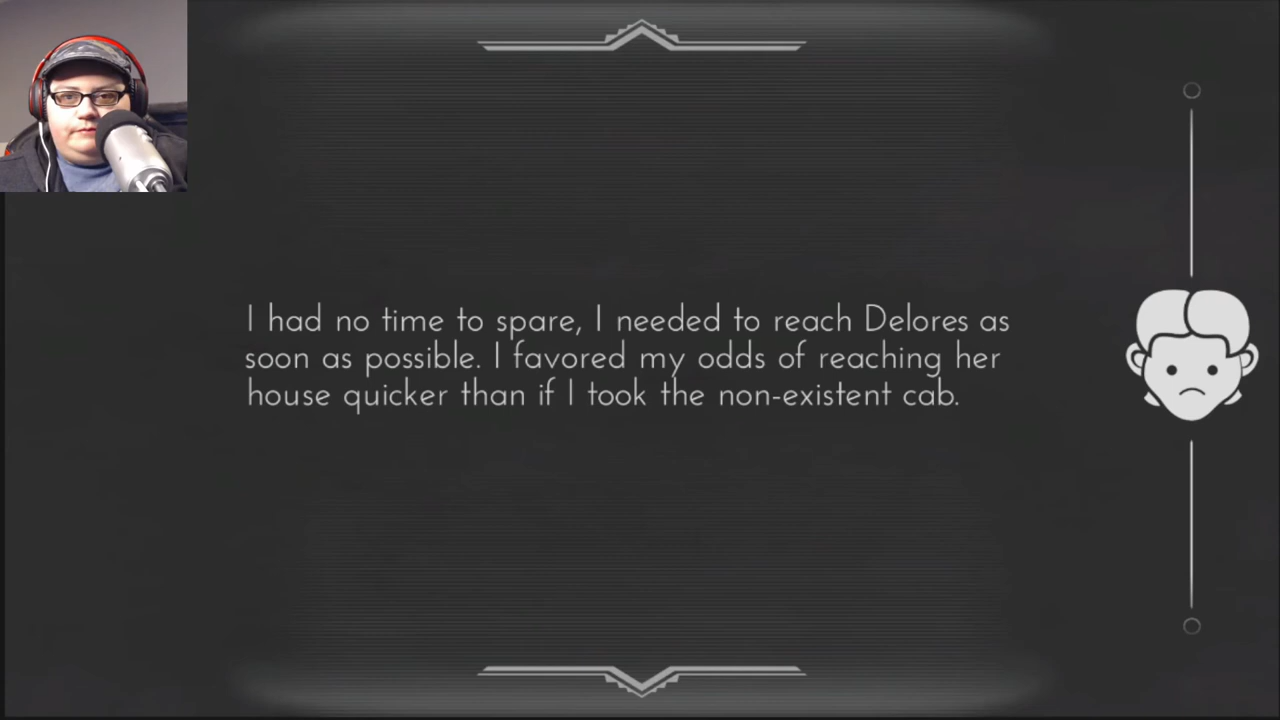 I had no time to spare, I needed to reach Delores as
soon as possible. I favored my odds of reaching her
house quicker than if I took the non-existent cab.